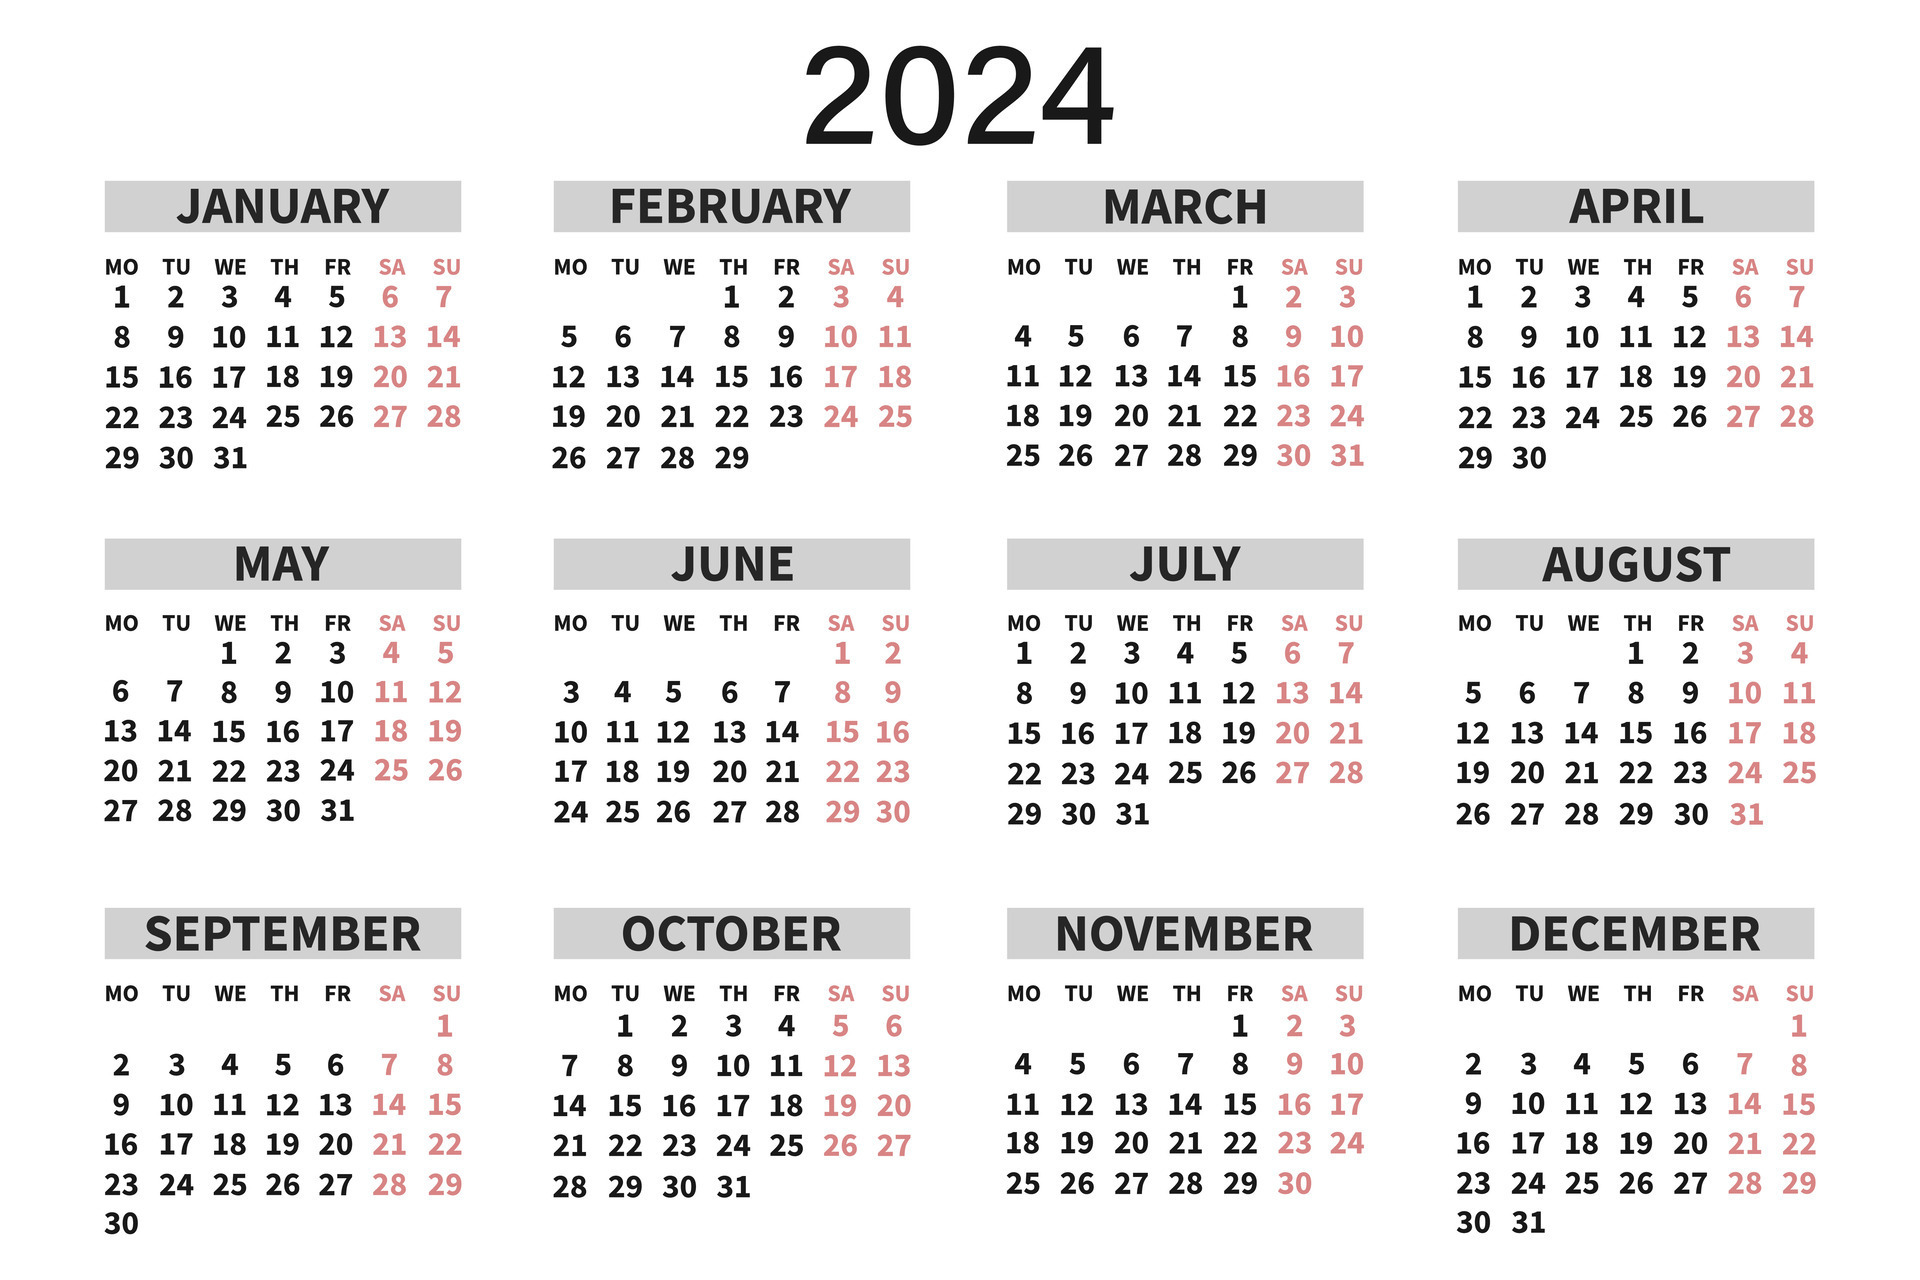 2024
JANUARY
MO TU WE TH FR SA SU
1 2 3 4 5 6 7
8 9 10 11 12 13 14
15 16 17 18 19 20 21
22 23 24 25 26 27 28
29 30 31
FEBRUARY
MO TU WE TH FR SA SU
1 2 3 4
5 6 7 8 9 10 11
12 13 14 15 16 17 18
19 20 21 22 23 24 25
26 27 28 29
MARCH
MO TU WE TH FR SA SU
1 2 3
4 5 6 7 8 9 10
11 12 13 14 15 16 17
18 19 20 21 22 23 24
25 26 27 28 29 30 31
APRIL
MO TU WE TH FR SA SU
1 2 3 4 5 6 7
8 9 10 11 12 13 14
15 16 17 18 19 20 21
22 23 24 25 26 27 28
29 30
MAY
MO TU WE TH FR SA SU
1 2 3 4 5
6 7 8 9 10 11 12
13 14 15 16 17 18 19
20 21 22 23 24 25 26
27 28 29 30 31
JUNE
MO TU WE TH FR SA SU
1 2
3 4 5 6 7 8 9
10 11 12 13 14 15 16
17 18 19 20 21 22 23
24 25 26 27 28 29 30
JULY
MO TU WE TH FR SA SU
1 2 3 4 5 6 7
8 9 10 11 12 13 14
15 16 17 18 19 20 21
22 23 24 25 26 27 28
29 30 31
AUGUST
MO TU WE TH FR SA SU
1 2 3 4
5 6 7 8 9 10 11
12 13 14 15 16 17 18
19 20 21 22 23 24 25
26 27 28 29 30 31
SEPTEMBER
MO TU WE TH FR SA SU
1
2 3 4 5 6 7 8
9 10 11 12 13 14 15
16 17 18 19 20 21 22
23 24 25 26 27 28 29
30
OCTOBER
MO TU WE TH FR SA SU
1 2 3 4 5 6
7 8 9 10 11 12 13
14 15 16 17 18 19 20
21 22 23 24 25 26 27
28 29 30 31
NOVEMBER
MO TU WE TH FR SA SU
1 2 3
4 5 6 7 8 9 10
11 12 13 14 15 16 17
18 19 20 21 22 23 24
25 26 27 28 29 30
DECEMBER
MO TU WE TH FR SA SU
1
2 3 4 5 6 7 8
9 10 11 12 13 14 15
16 17 18 19 20 21 22
23 24 25 26 27 28 29
30 31